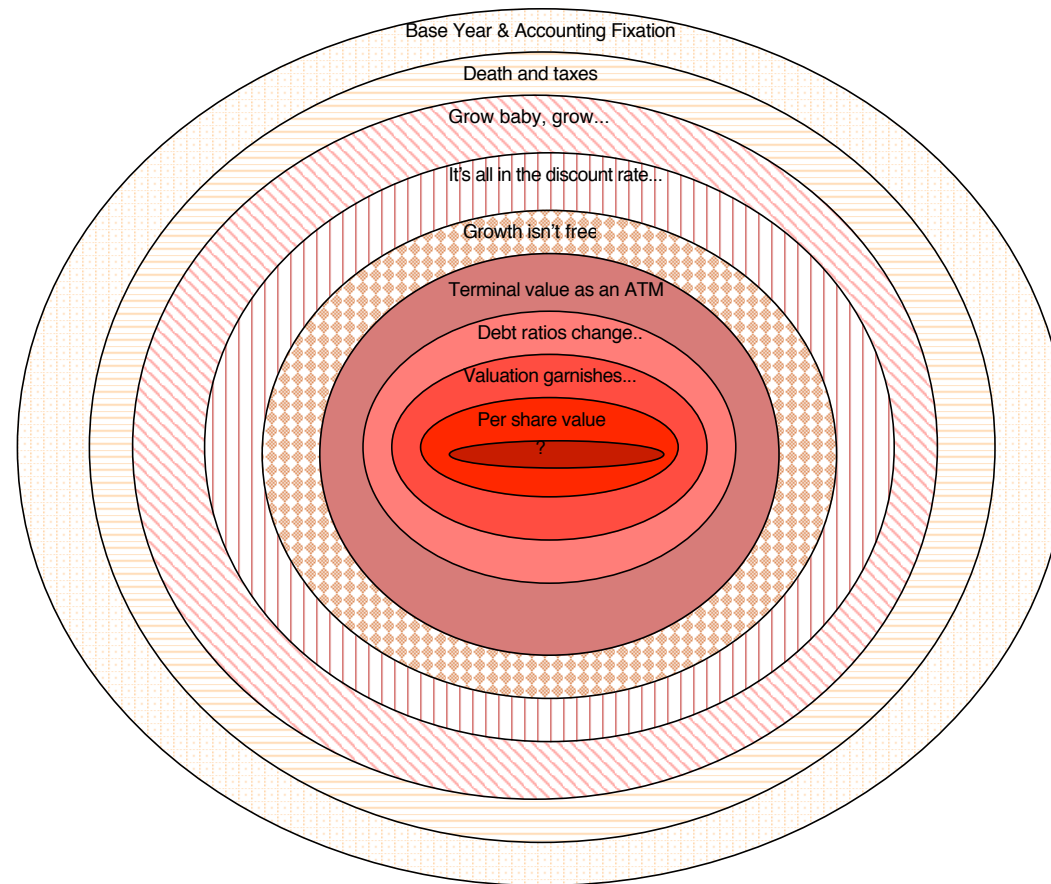 Base Year & Accounting Fixation
Death and taxes
Grow baby, grow...
It's all in the discount rate...
Growth isn't free
Terminal value as an ATM
Debt ratios change..
Valuation garnishes...
Per share value
?